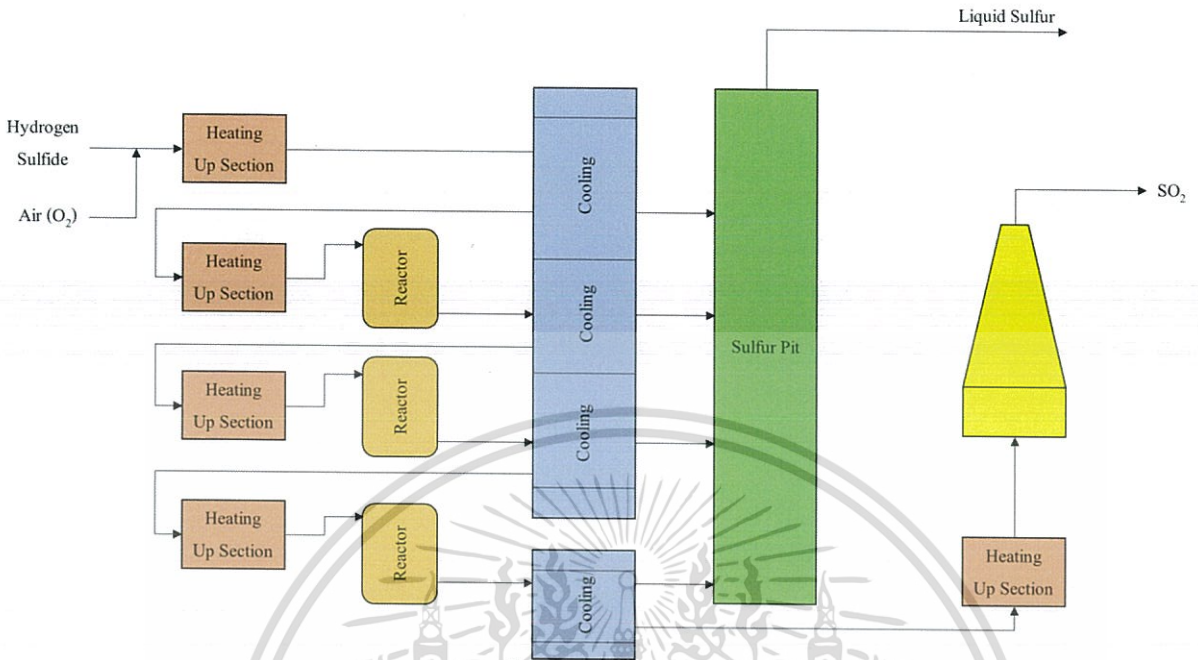 Liquid Sulfur
Hydrogen
Sulfide
Air (O₂)
Heating
Up Section
Cooling
SO₂
Heating
Up Section
Reactor
Cooling
Sulfur Pit
Heating
Up Section
Reactor
Cooling
Heating
Up Section
Reactor
Cooling
Heating
Up Section